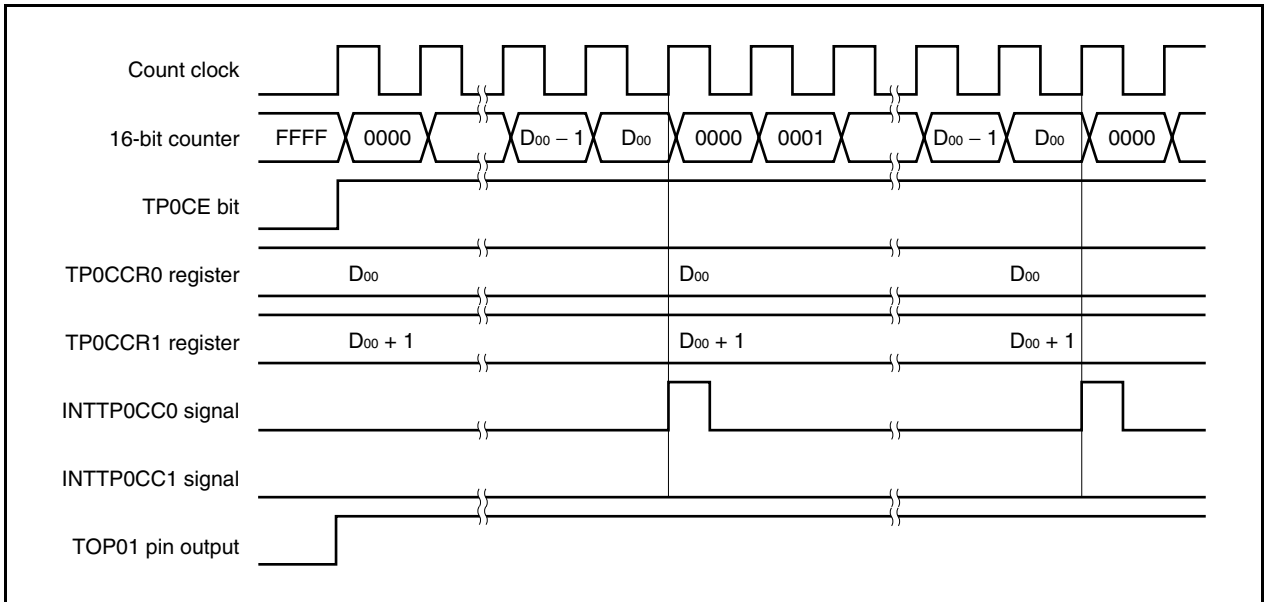 Count clock
16-bit counter FFFF 0000 D00 − 1 D00 0000 0001 D00 − 1 D00 0000
TP0CE bit
TP0CCR0 register D00 D00 D00
TP0CCR1 register D00 + 1 D00 + 1 D00 + 1
INTTP0CC0 signal
INTTP0CC1 signal
TOP01 pin output